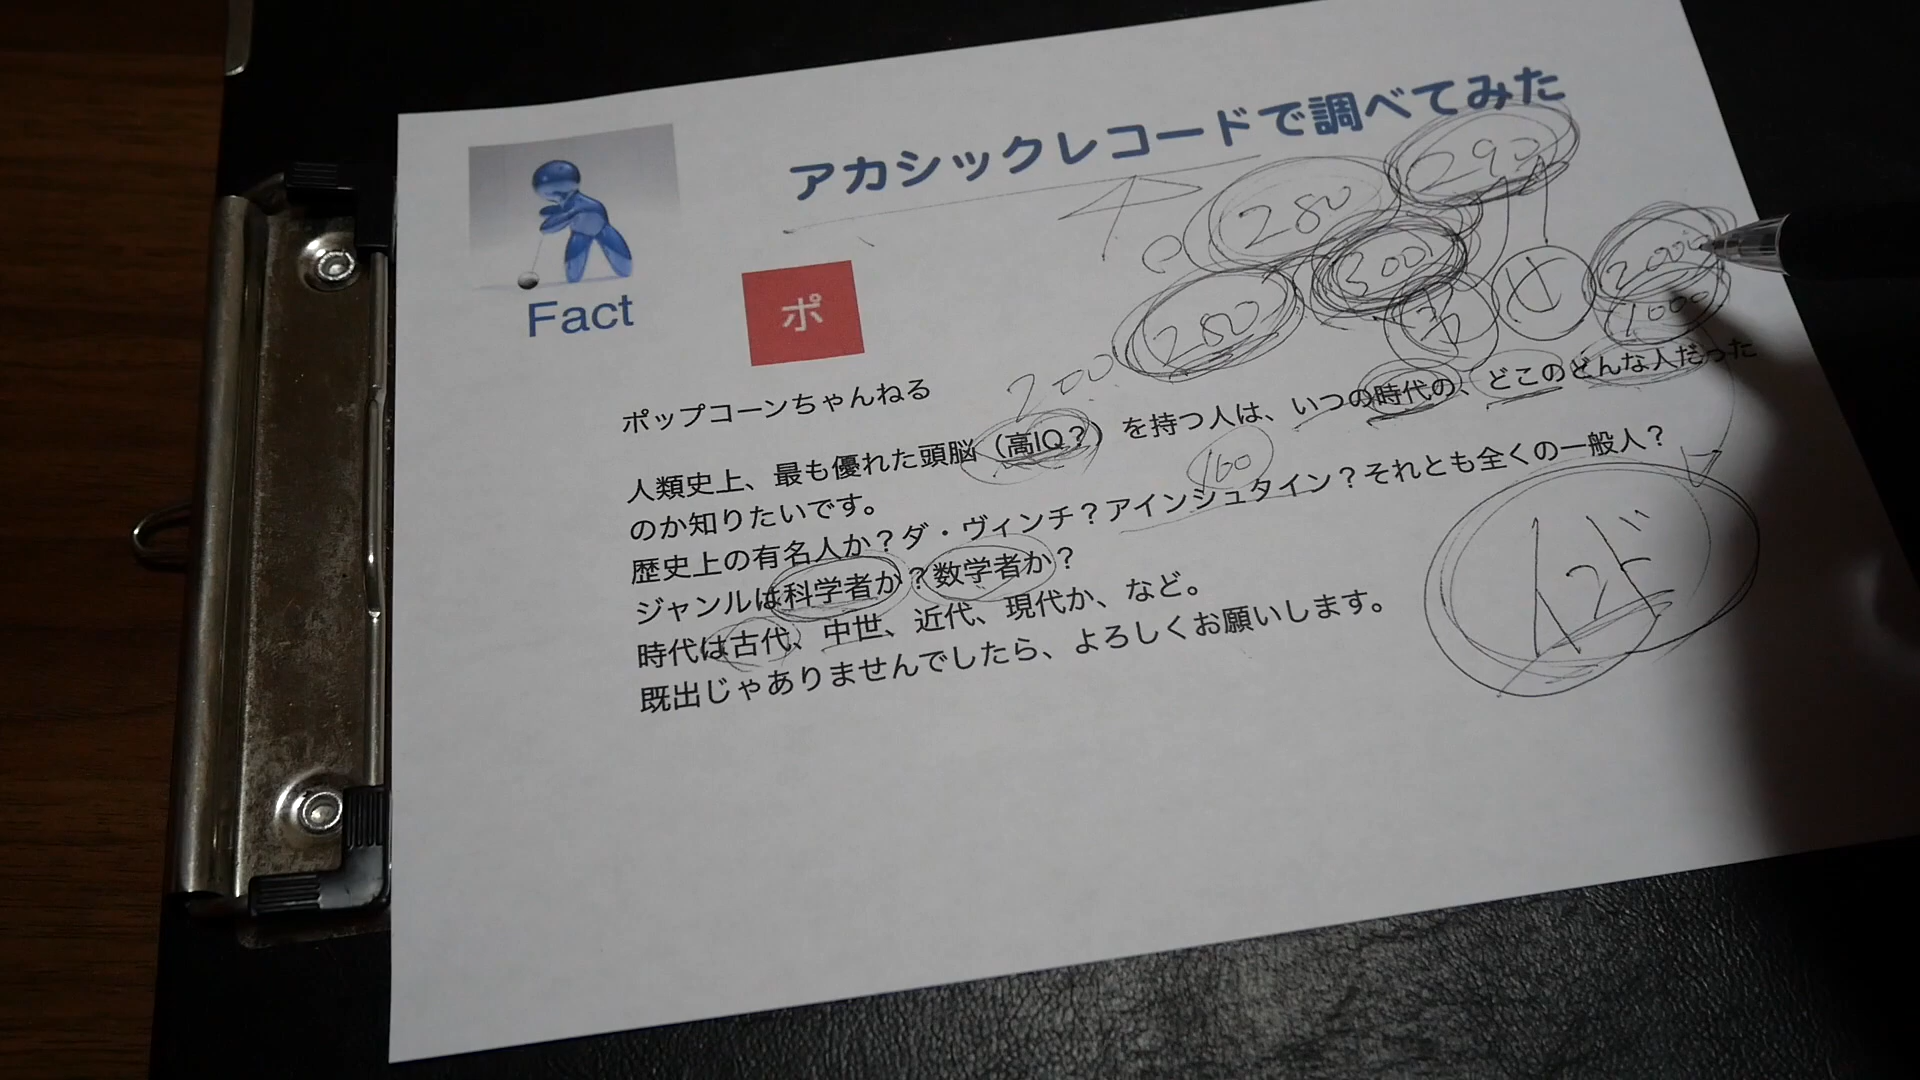 アカシックレコードで調べてみた
290
280
Fact
ポ
300
2000
280
女
1000
200
ポップコーンちゃんねる
人類史上、最も優れた頭脳（高IQ？）を持つ人は、いつの時代の、どこのどんな人だった
のか知りたいです。
160
歴史上の有名人か？ダ・ヴィンチ？アインシュタイン？それとも全くの一般人？
ジャンルは科学者か？数学者か？
時代は古代、中世、近代、現代か、など。
既出じゃありませんでしたら、よろしくお願いします。
インド